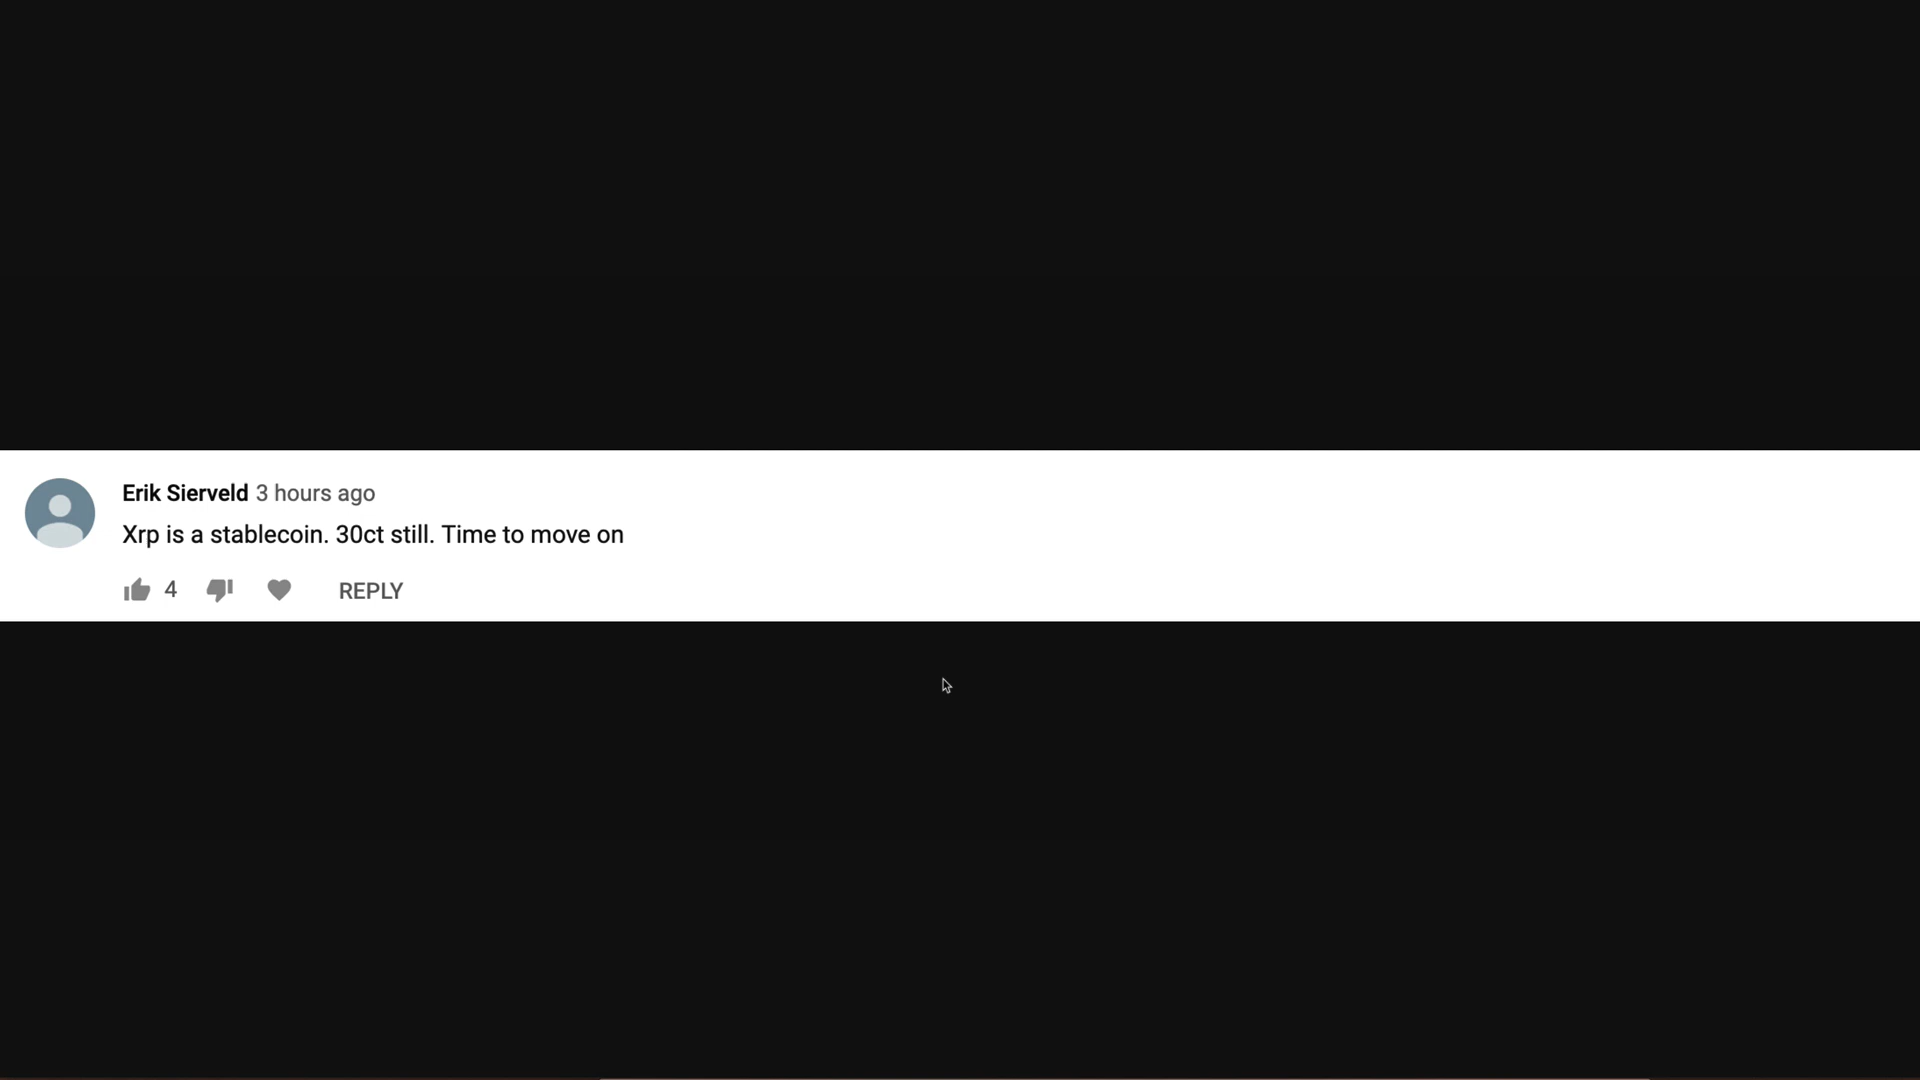 Erik Sierveld 3 hours ago
Xrp is a stablecoin. 30ct still. Time to move on
4 REPLY